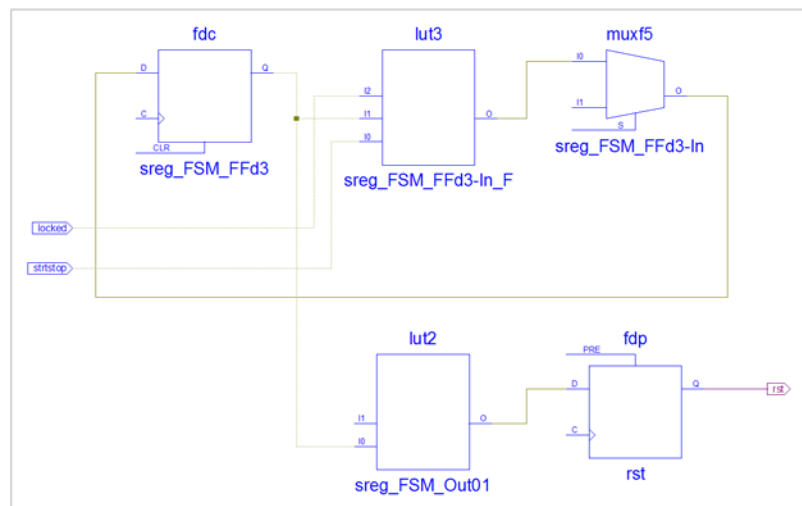 fdc
lut3
muxf5
D
Q
C
CLR
sreg_FSM_FFd3
I2
I1
I0
O
sreg_FSM_FFd3-In_F
I0
I1
O
S
sreg_FSM_FFd3-In
locked
strtstop
lut2
fdp
I1
I0
O
sreg_FSM_Out01
PRE
D
Q
C
rst
rst